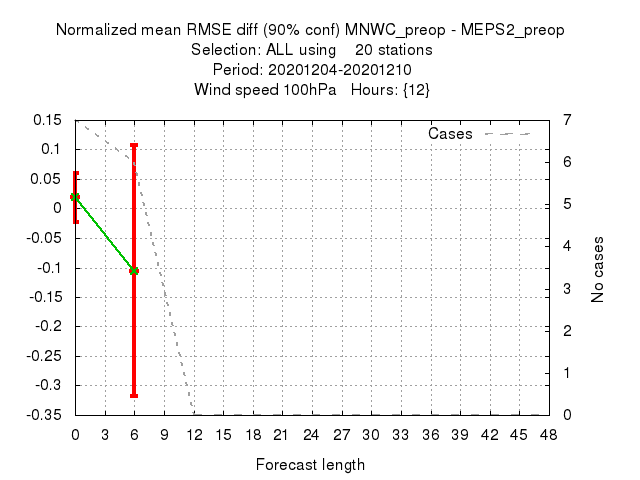 Normalized mean RMSE diff (90% conf) MNWC_preop - MEPS2_preop
Selection: ALL using 20 stations
Period: 20201204-20201210
Wind speed 100hPa Hours: {12}
Cases
0.15
0.1
0.05
0
-0.05
-0.1
-0.15
-0.2
-0.25
-0.3
-0.35
7
6
5
4
3
2
1
0
No cases
0 3 6 9 12 15 18 21 24 27 30 33 36 39 42 45 48
Forecast length